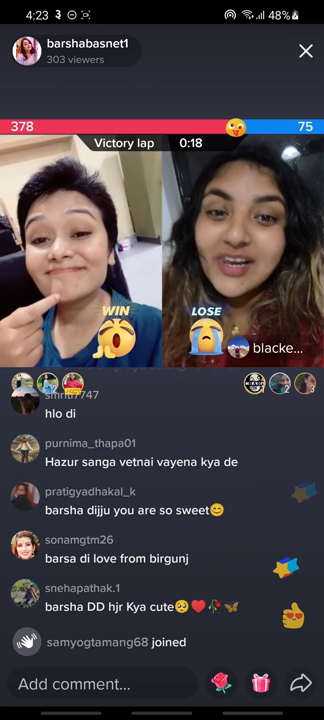 4:23
48%
barshabasnet1
303 viewers
378
75
Victory lap 0:18
WIN
LOSE
blacke...
hlo di
purnima_thapa01
Hazur sanga vetnai vayena kya de
pratigyadhakal_k
barsha dijju you are so sweet😊
sonamgtm26
barsa di love from birgunj
snehapathak.1
barsha DD hjr Kya cute🥺❤️🥀🦋
samyogtamang68 joined
Add comment...